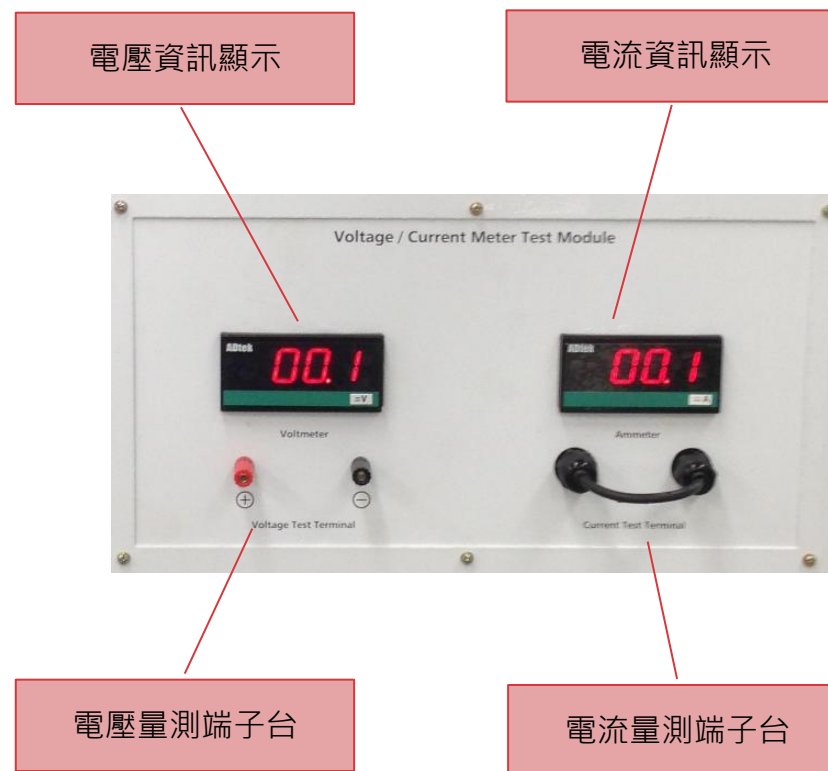 電壓資訊顯示
電流資訊顯示
Voltage / Current Meter Test Module
ADtek
00.1
=V
ADtek
00.1
=A
Voltmeter
Ammeter
+
−
Voltage Test Terminal
Current Test Terminal
電壓量測端子台
電流量測端子台